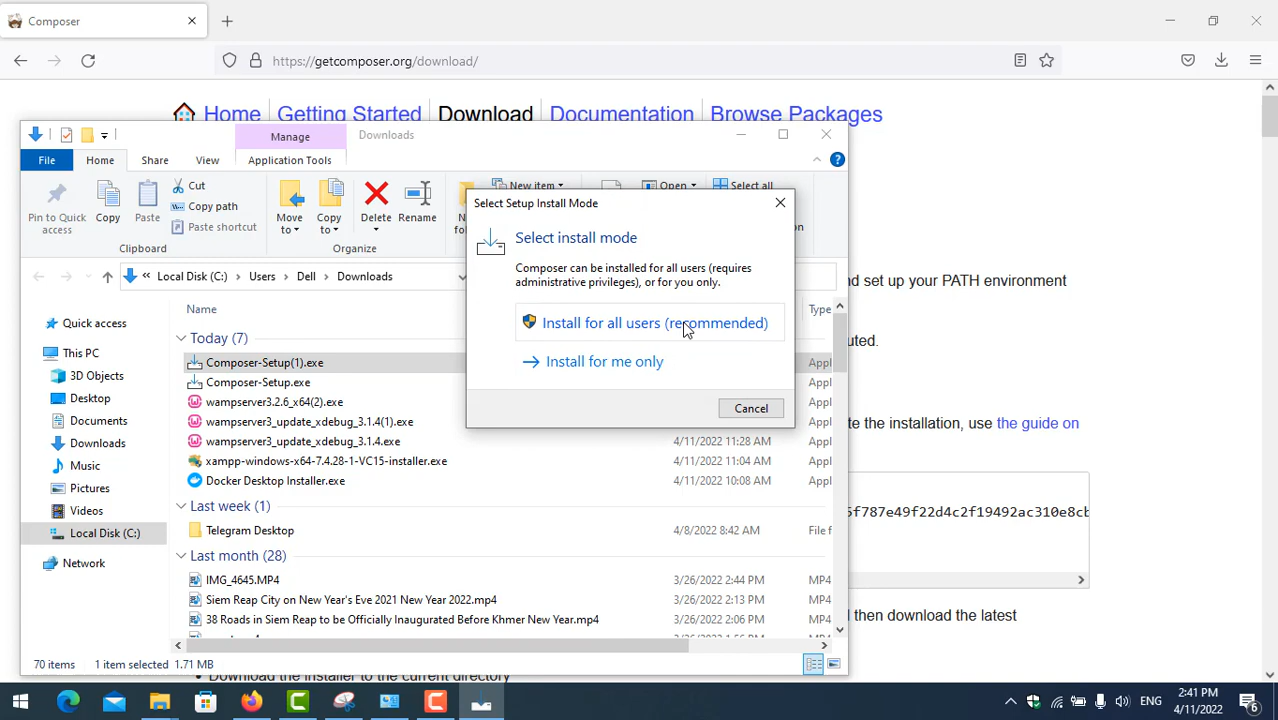 Composer
https://getcomposer.org/download/
Home
Getting Started
Download
Documentation
Browse Packages
Manage
Downloads
File
Home
Share
View
Application Tools
Pin to Quick access
Copy
Paste
Cut
Copy path
Paste shortcut
Clipboard
Move to
Copy to
Delete
Rename
Organize
New item
Open
Select all
Local Disk (C:)
Users
Dell
Downloads
nd set up your PATH environment
uted.
te the installation, use the guide on
5f787e49f22d4c2f19492ac310e8cb
d then download the latest
Download the installer to the current directory
Quick access
This PC
3D Objects
Desktop
Documents
Downloads
Music
Pictures
Videos
Local Disk (C:)
Network
Name
Type
Today (7)
Composer-Setup(1).exe
Appl
Composer-Setup.exe
Appl
wampserver3.2.6_x64(2).exe
Appl
wampserver3_update_xdebug_3.1.4(1).exe
Appl
wampserver3_update_xdebug_3.1.4.exe
4/11/2022 11:28 AM
Appl
xampp-windows-x64-7.4.28-1-VC15-installer.exe
4/11/2022 11:04 AM
Appl
Docker Desktop Installer.exe
4/11/2022 10:08 AM
Appl
Last week (1)
Telegram Desktop
4/8/2022 8:42 AM
File f
Last month (28)
IMG_4645.MP4
3/26/2022 2:44 PM
MP4
Siem Reap City on New Year's Eve 2021 New Year 2022.mp4
3/26/2022 2:13 PM
MP4
38 Roads in Siem Reap to be Officially Inaugurated Before Khmer New Year.mp4
3/26/2022 2:06 PM
MP4
70 items
1 item selected
1.71 MB
Select Setup Install Mode
Select install mode
Composer can be installed for all users (requires
administrative privileges), or for you only.
Install for all users (recommended)
Install for me only
Cancel
ENG
2:41 PM
4/11/2022
6